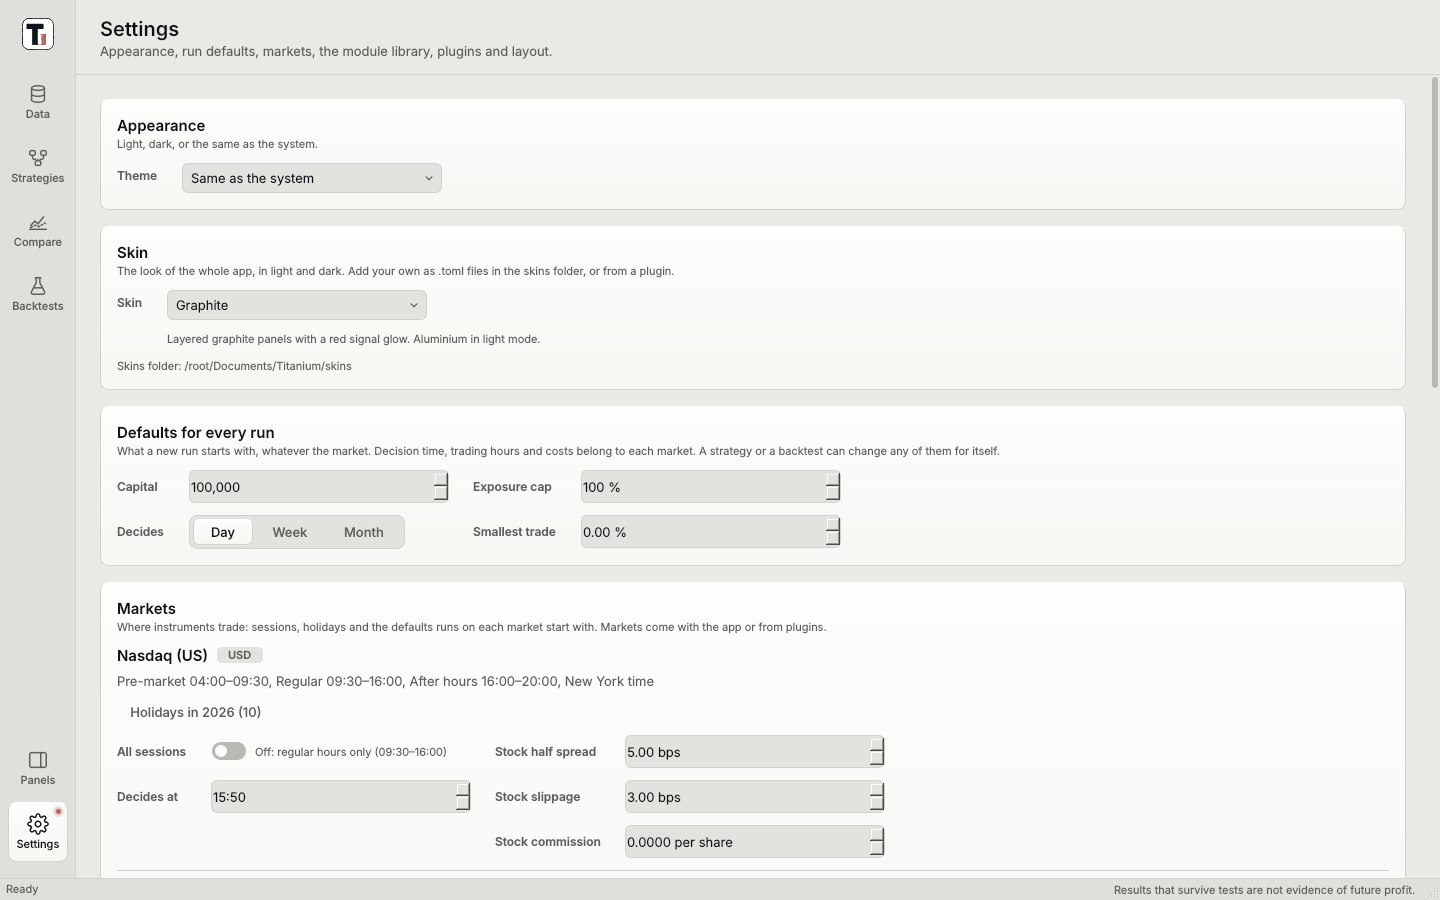 Ti
Settings
Appearance, run defaults, markets, the module library, plugins and layout.
Data
Strategies
Compare
Backtests
Panels
Settings
Appearance
Light, dark, or the same as the system.
Theme Same as the system
Skin
The look of the whole app, in light and dark. Add your own as .toml files in the skins folder, or from a plugin.
Skin Graphite
Layered graphite panels with a red signal glow. Aluminium in light mode.
Skins folder: /root/Documents/Titanium/skins
Defaults for every run
What a new run starts with, whatever the market. Decision time, trading hours and costs belong to each market. A strategy or a backtest can change any of them for itself.
Capital 100,000 Exposure cap 100 %
Decides Day Week Month Smallest trade 0.00 %
Markets
Where instruments trade: sessions, holidays and the defaults runs on each market start with. Markets come with the app or from plugins.
Nasdaq (US) USD
Pre-market 04:00–09:30, Regular 09:30–16:00, After hours 16:00–20:00, New York time
Holidays in 2026 (10)
All sessions Off: regular hours only (09:30–16:00) Stock half spread 5.00 bps
Decides at 15:50 Stock slippage 3.00 bps
Stock commission 0.0000 per share
Ready Results that survive tests are not evidence of future profit.